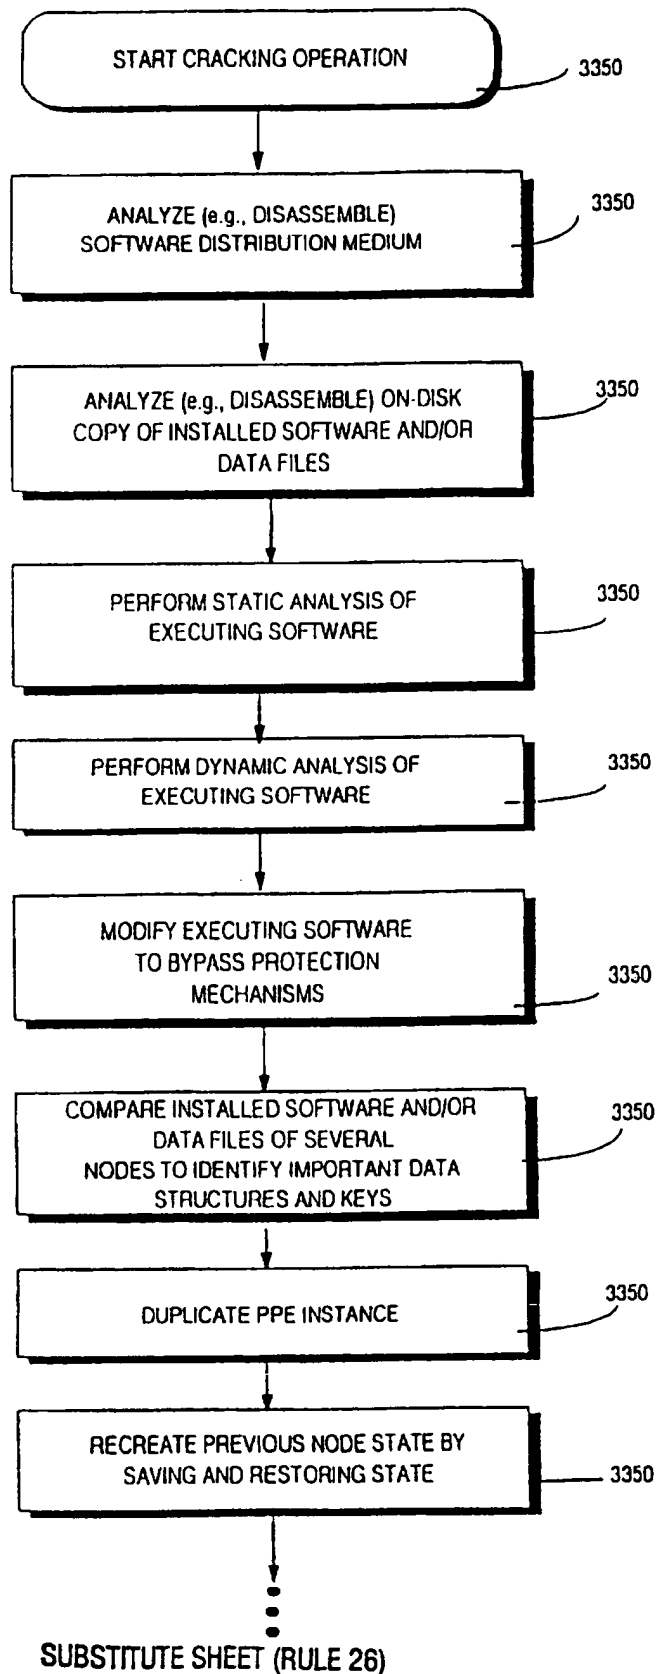 START CRACKING OPERATION
3350
ANALYZE (e.g., DISASSEMBLE)
SOFTWARE DISTRIBUTION MEDIUM
3350
ANALYZE (e.g., DISASSEMBLE) ON-DISK
COPY OF INSTALLED SOFTWARE AND/OR
DATA FILES
3350
PERFORM STATIC ANALYSIS OF
EXECUTING SOFTWARE
3350
PERFORM DYNAMIC ANALYSIS OF
EXECUTING SOFTWARE
3350
MODIFY EXECUTING SOFTWARE
TO BYPASS PROTECTION
MECHANISMS
3350
COMPARE INSTALLED SOFTWARE AND/OR
DATA FILES OF SEVERAL
NODES TO IDENTIFY IMPORTANT DATA
STRUCTURES AND KEYS
3350
DUPLICATE PPE INSTANCE
3350
RECREATE PREVIOUS NODE STATE BY
SAVING AND RESTORING STATE
3350
SUBSTITUTE SHEET (RULE 26)